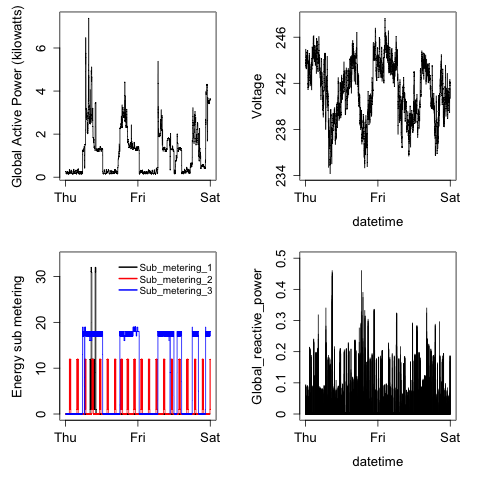 Global Active Power (kilowatts)
0 2 4 6
Thu Fri Sat
Voltage
234 238 242 246
Thu Fri Sat
datetime
Energy sub metering
0 10 20 30
Sub_metering_1
Sub_metering_2
Sub_metering_3
Thu Fri Sat
Global_reactive_power
0.0 0.1 0.2 0.3 0.4 0.5
Thu Fri Sat
datetime